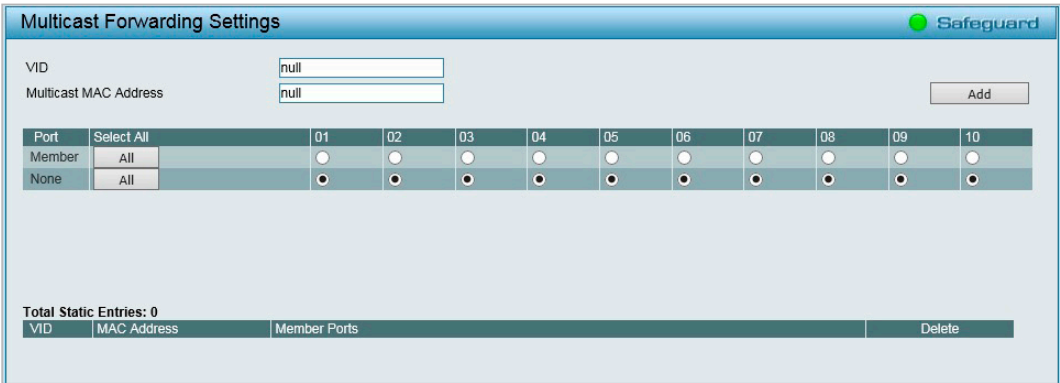 Multicast Forwarding Settings Safeguard
VID null
Multicast MAC Address null Add
Port Select All 01 02 03 04 05 06 07 08 09 10
Member All
None All
Total Static Entries: 0
VID MAC Address Member Ports Delete